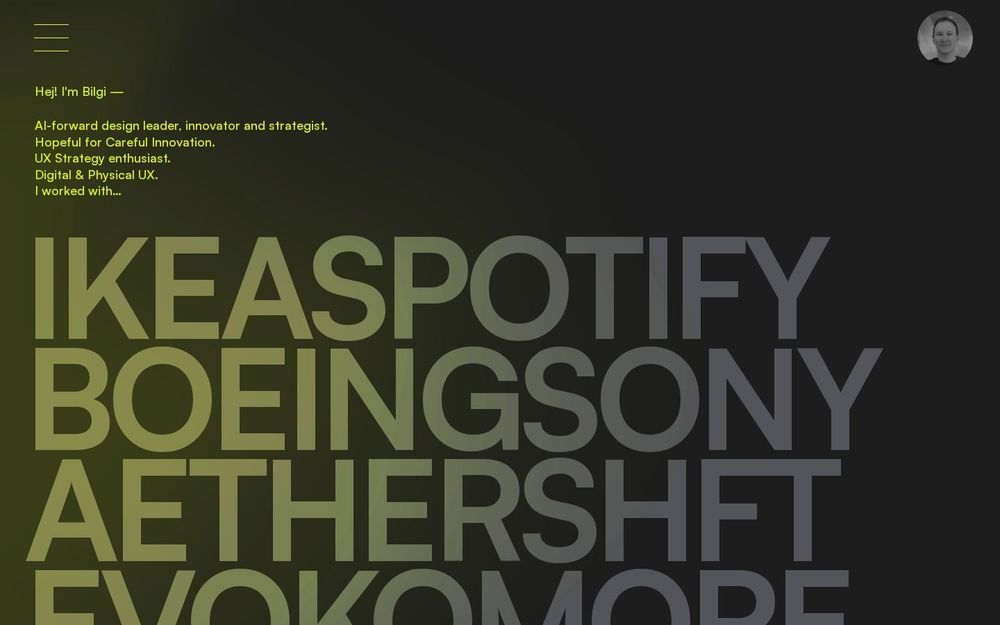 Hej! I'm Bilgi —
AI-forward design leader, innovator and strategist.
Hopeful for Careful Innovation.
UX Strategy enthusiast.
Digital & Physical UX.
I worked with…
IKEASPOTIFY
BOEINGSONY
AETHERSHFT
EVOKOMORE